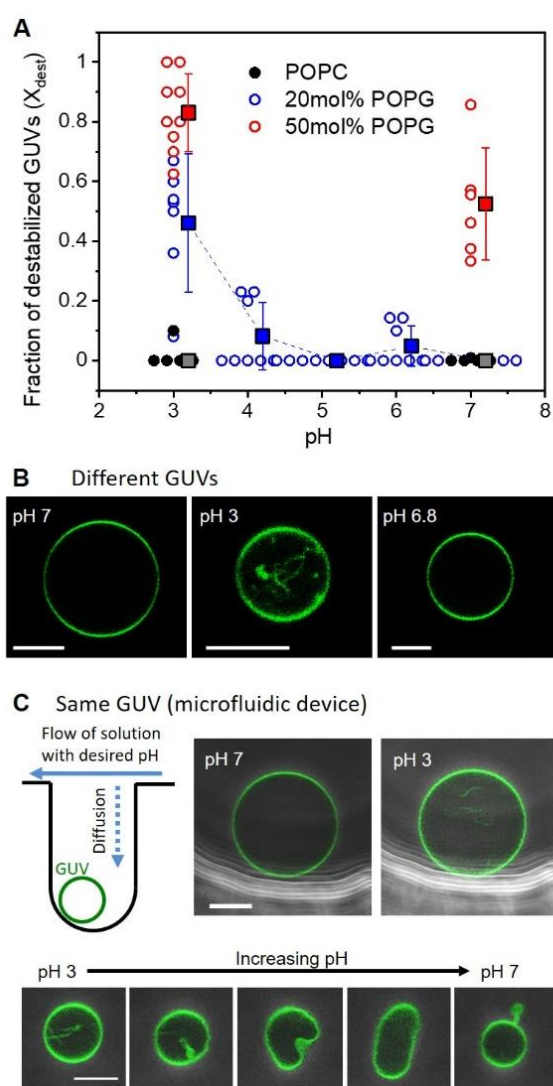 A
Fraction of destabilized GUVs (X_dest)
1
0.8
0.6
0.4
0.2
0
POPC
20mol% POPG
50mol% POPG
2 3 4 5 6 7 8
pH
B Different GUVs
pH 7 pH 3 pH 6.8
C Same GUV (microfluidic device)
Flow of solution
with desired pH
Diffusion
GUV
pH 7 pH 3
Increasing pH
pH 3 pH 7